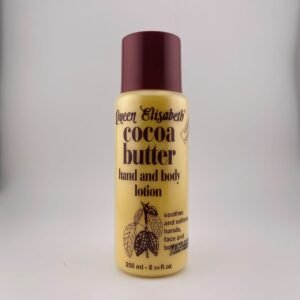 Queen Elisabeth
cocoa
butter
hand and body
lotion
soothes
and softens
hands,
face and
250 ml - 8 fl.oz